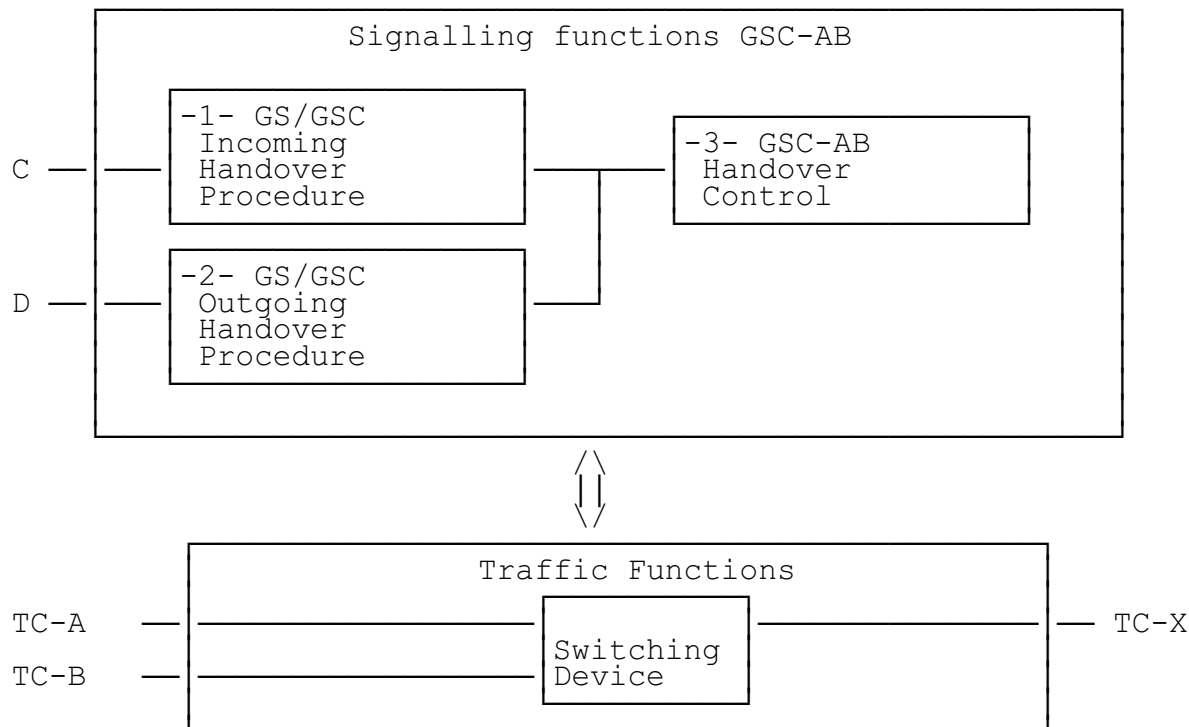 Signalling functions GSC-AB
-1- GS/GSC
Incoming
Handover
Procedure
C
-3- GSC-AB
Handover
Control
-2- GS/GSC
Outgoing
Handover
Procedure
D
Traffic Functions
TC-A
TC-X
Switching
Device
TC-B